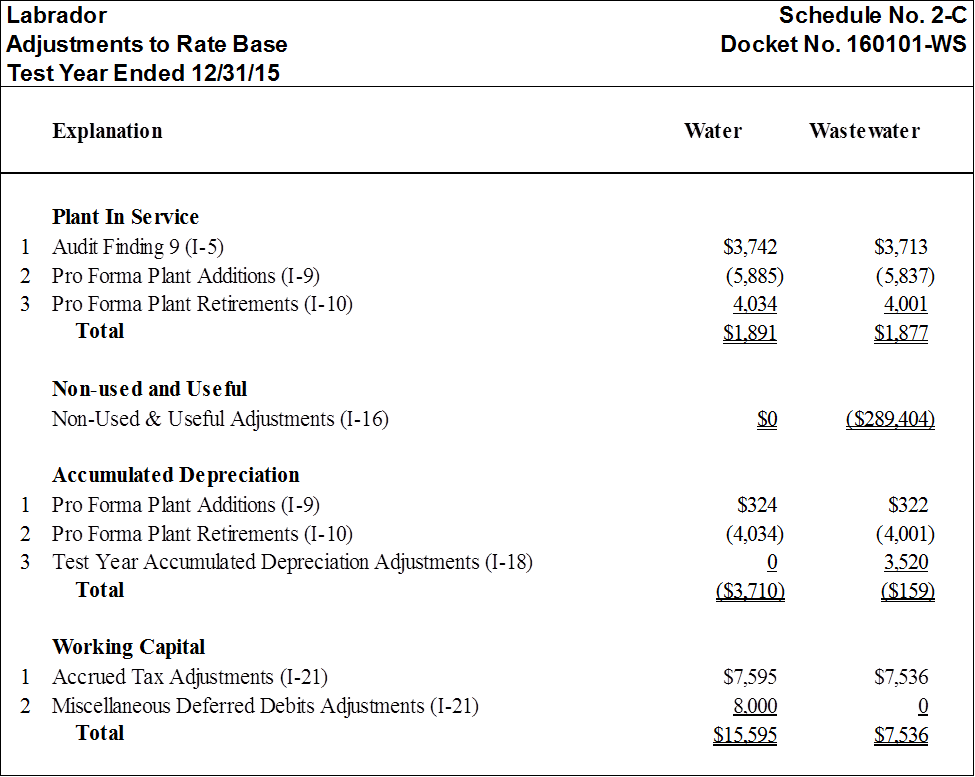 Labrador Schedule No. 2-C
Adjustments to Rate Base Docket No. 160101-WS
Test Year Ended 12/31/15
Explanation Water Wastewater
Plant In Service
1 Audit Finding 9 (I-5) $3,742 $3,713
2 Pro Forma Plant Additions (I-9) (5,885) (5,837)
3 Pro Forma Plant Retirements (I-10) 4,034 4,001
Total $1,891 $1,877
Non-used and Useful
Non-Used & Useful Adjustments (I-16) $0 ($289,404)
Accumulated Depreciation
1 Pro Forma Plant Additions (I-9) $324 $322
2 Pro Forma Plant Retirements (I-10) (4,034) (4,001)
3 Test Year Accumulated Depreciation Adjustments (I-18) 0 3,520
Total ($3,710) ($159)
Working Capital
1 Accrued Tax Adjustments (I-21) $7,595 $7,536
2 Miscellaneous Deferred Debits Adjustments (I-21) 8,000 0
Total $15,595 $7,536